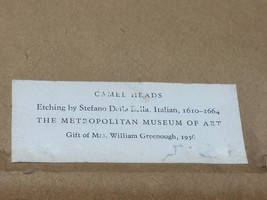 CAMEL HEADS
Etching by Stefano Della Bella. Italian, 1610-1664
THE METROPOLITAN MUSEUM OF ART
Gift of Mrs. William Greenough,